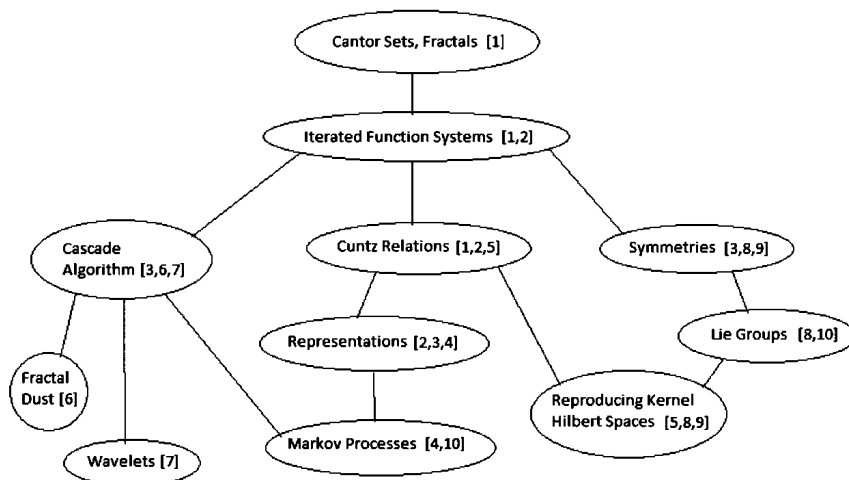 Cantor Sets, Fractals [1]
Iterated Function Systems [1,2]
Cascade
Algorithm [3,6,7]
Cuntz Relations [1,2,5]
Symmetries [3,8,9]
Representations [2,3,4]
Lie Groups [8,10]
Fractal
Dust [6]
Reproducing Kernel
Hilbert Spaces [5,8,9]
Markov Processes [4,10]
Wavelets [7]